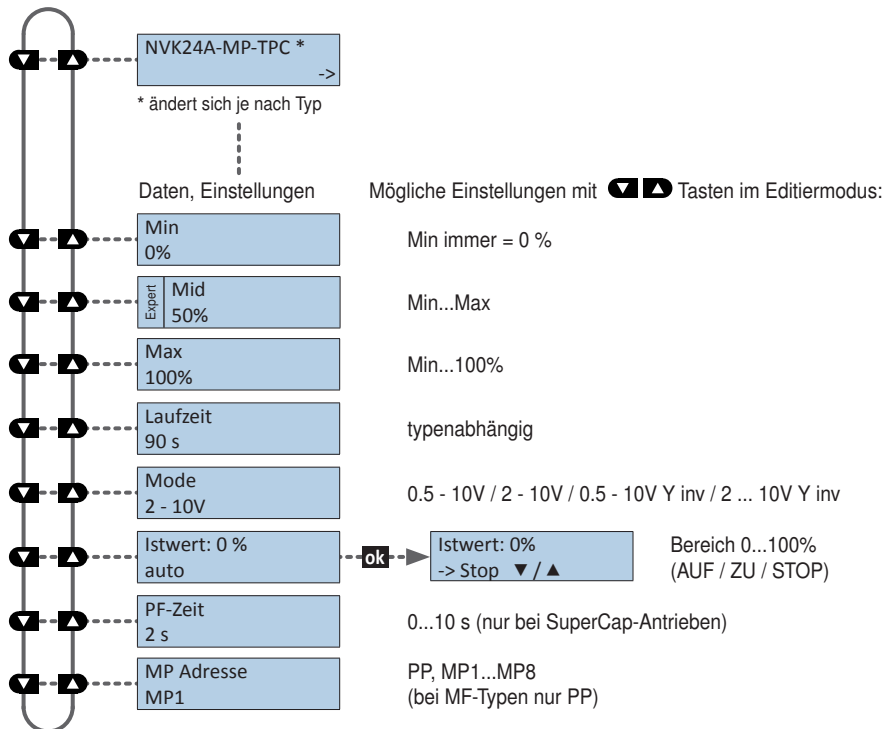 NVK24A-MP-TPC *
->
* ändert sich je nach Typ
Daten, Einstellungen
Mögliche Einstellungen mit ▼ ▲ Tasten im Editiermodus:
Min
0%
Min immer = 0 %
Expert
Mid
50%
Min...Max
Max
100%
Min...100%
Laufzeit
90 s
typenabhängig
Mode
2 - 10V
0.5 - 10V / 2 - 10V / 0.5 - 10V Y inv / 2 ... 10V Y inv
Istwert: 0 %
auto
ok
Istwert: 0%
-> Stop ▼ / ▲
Bereich 0...100%
(AUF / ZU / STOP)
PF-Zeit
2 s
0...10 s (nur bei SuperCap-Antrieben)
MP Adresse
MP1
PP, MP1...MP8
(bei MF-Typen nur PP)